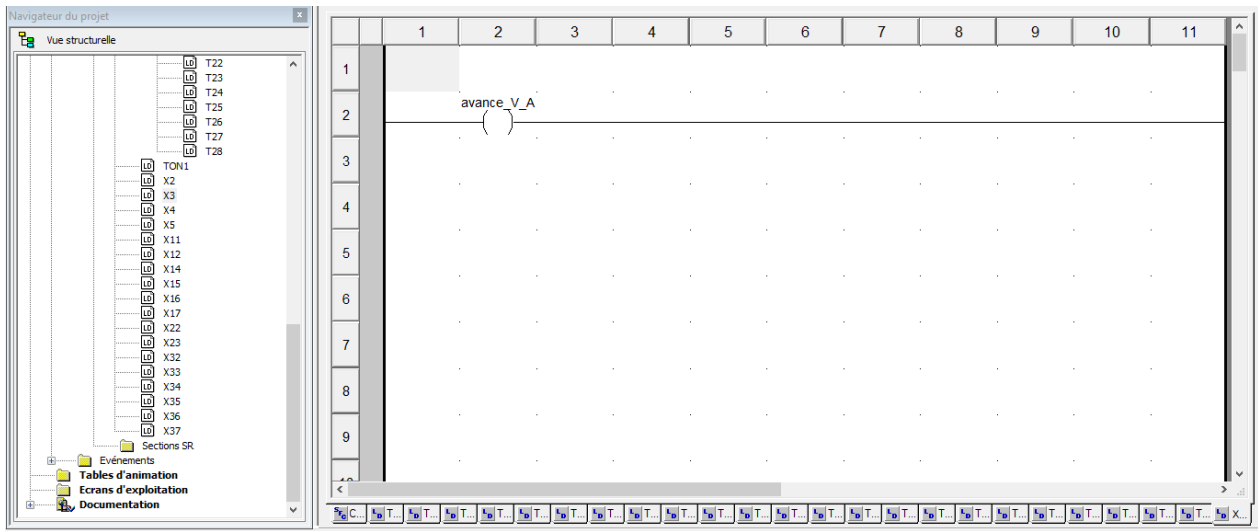 Navigateur du projet
Vue structurelle
T22
T23
T24
T25
T26
T27
T28
TON1
X2
X3
X4
X5
X11
X12
X14
X15
X16
X17
X22
X23
X32
X33
X34
X35
X36
X37
Sections SR
Evénements
Tables d'animation
Ecrans d'exploitation
Documentation
1 2 3 4 5 6 7 8 9 10 11
1
avance_V_A
2
3
4
5
6
7
8
9
C... T... T... T... T... T... T... T... T... T... T... T... T... T... T... T... T... T... T... T... T... T... T... X...